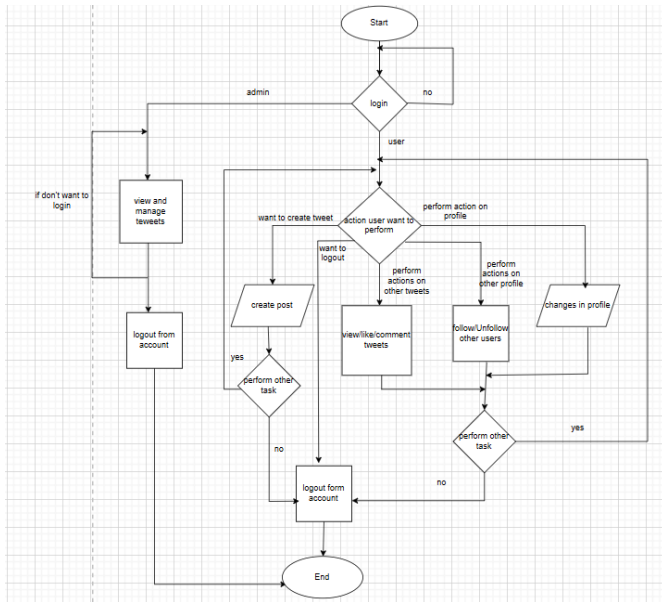 Start
login
no
admin
user
if don't want to
login
view and
manage
teweets
logout from
account
action user want to
perform
want to create tweet
want to
logout
perform action on
profile
perform
actions on
other tweets
perform
actions on
other profile
create post
view/like/comment
tweets
follow/Unfollow
other users
changes in profile
yes
perform other
task
no
perform other
task
yes
no
logout form
account
End